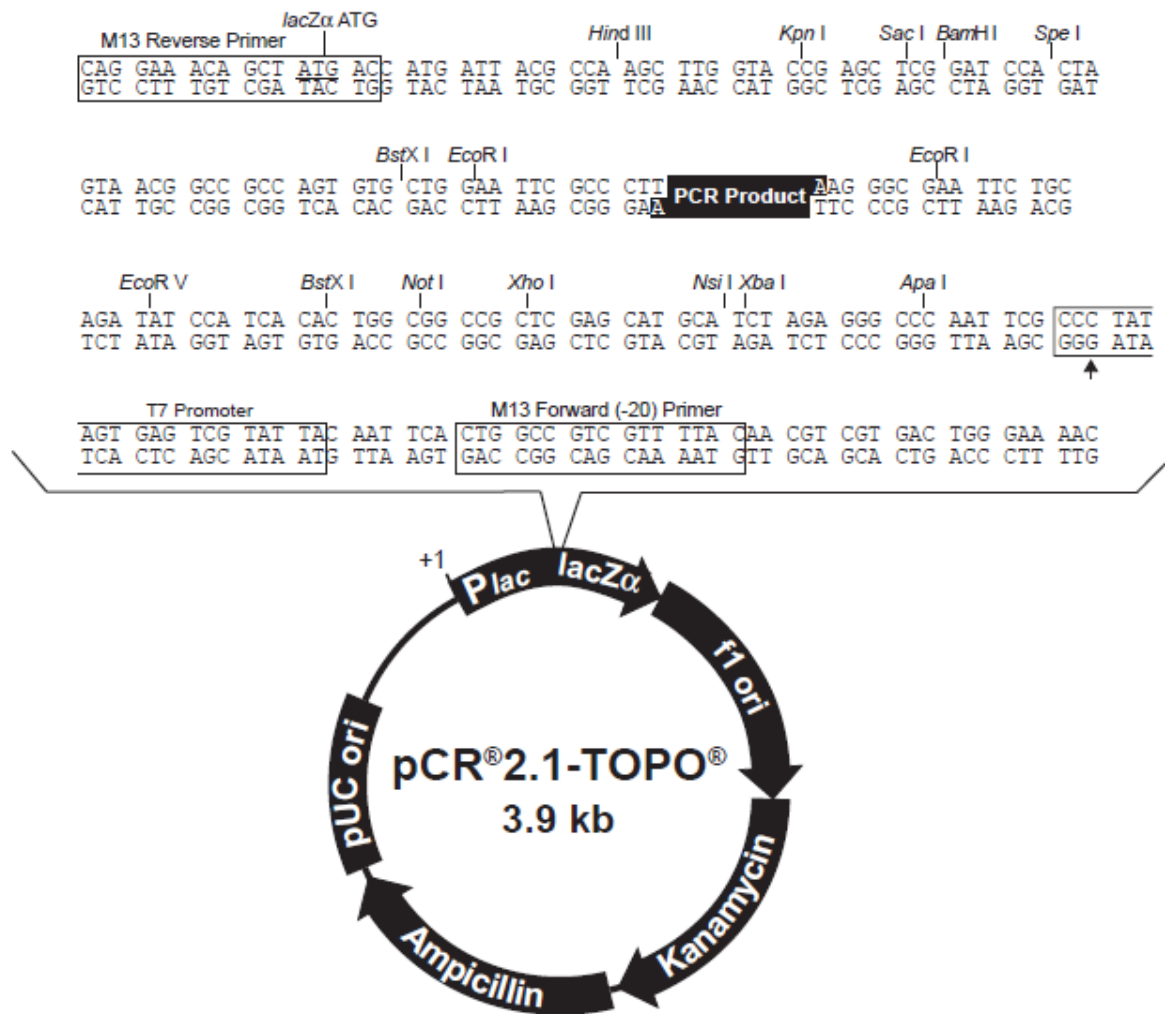 lacZα ATG
M13 Reverse Primer Hind III Kpn I Sac I BamH I Spe I
CAG GAA ACA GCT ATG ACC ATG ATT ACG CCA AGC TTG GTA CCG AGC TCG GAT CCA CTA
GTC CTT TGT CGA TAC TGG TAC TAA TGC GGT TCG AAC CAT GGC TCG AGC CTA GGT GAT
BstX I EcoR I EcoR I
GTA ACG GCC GCC AGT GTG CTG GAA TTC GCC CTT PCR Product AAG GGC GAA TTC TGC
CAT TGC CGG CGG TCA CAC GAC CTT AAG CGG GAA TTC CCG CTT AAG ACG
EcoR V BstX I Not I Xho I Nsi I Xba I Apa I
AGA TAT CCA TCA CAC TGG CGG CCG CTC GAG CAT GCA TCT AGA GGG CCC AAT TCG CCC TAT
TCT ATA GGT AGT GTG ACC GCC GGC GAG CTC GTA CGT AGA TCT CCC GGG TTA AGC GGG ATA
T7 Promoter M13 Forward (-20) Primer
AGT GAG TCG TAT TAC AAT TCA CTG GCC GTC GTT TTA CAA CGT CGT GAC TGG GAA AAC
TCA CTC AGC ATA ATG TTA AGT GAC CGG CAG CAA AAT GTT GCA GCA CTG ACC CTT TTG
+1
Plac lacZα
f1 ori
pUC ori
pCR®2.1-TOPO®
3.9 kb
Kanamycin
Ampicillin